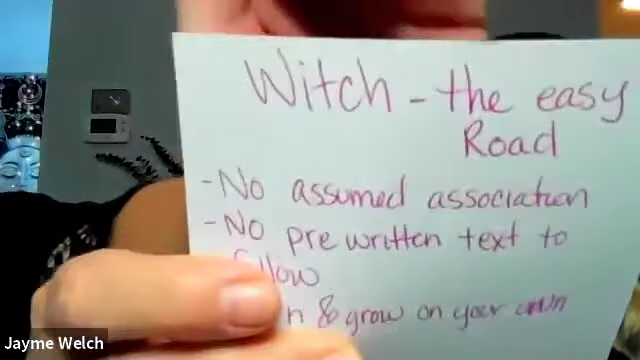 Witch - the easy
Road
- No assumed association
- No pre written text to
& grow on your own
Jayme Welch